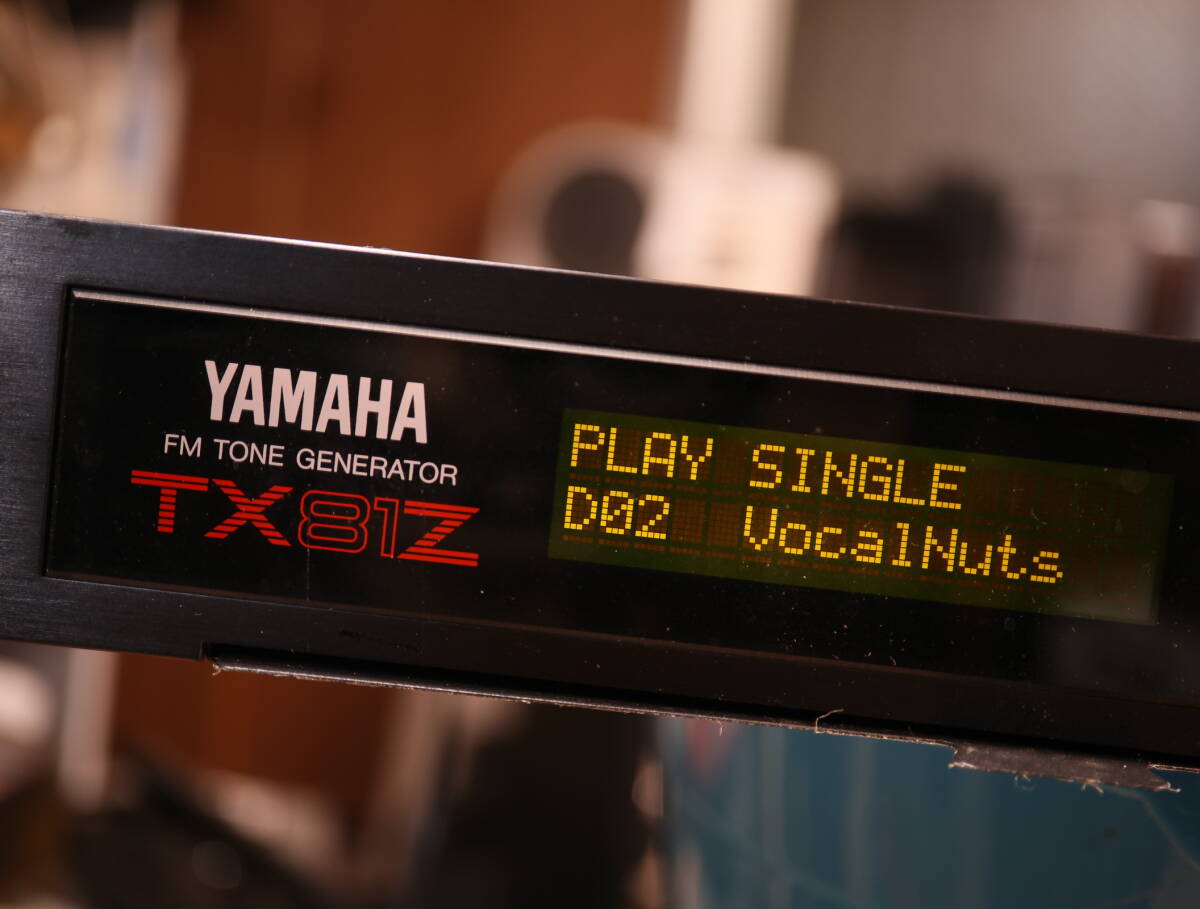 YAMAHA
FM TONE GENERATOR
TX81Z
PLAY SINGLE
D02 VocalNuts